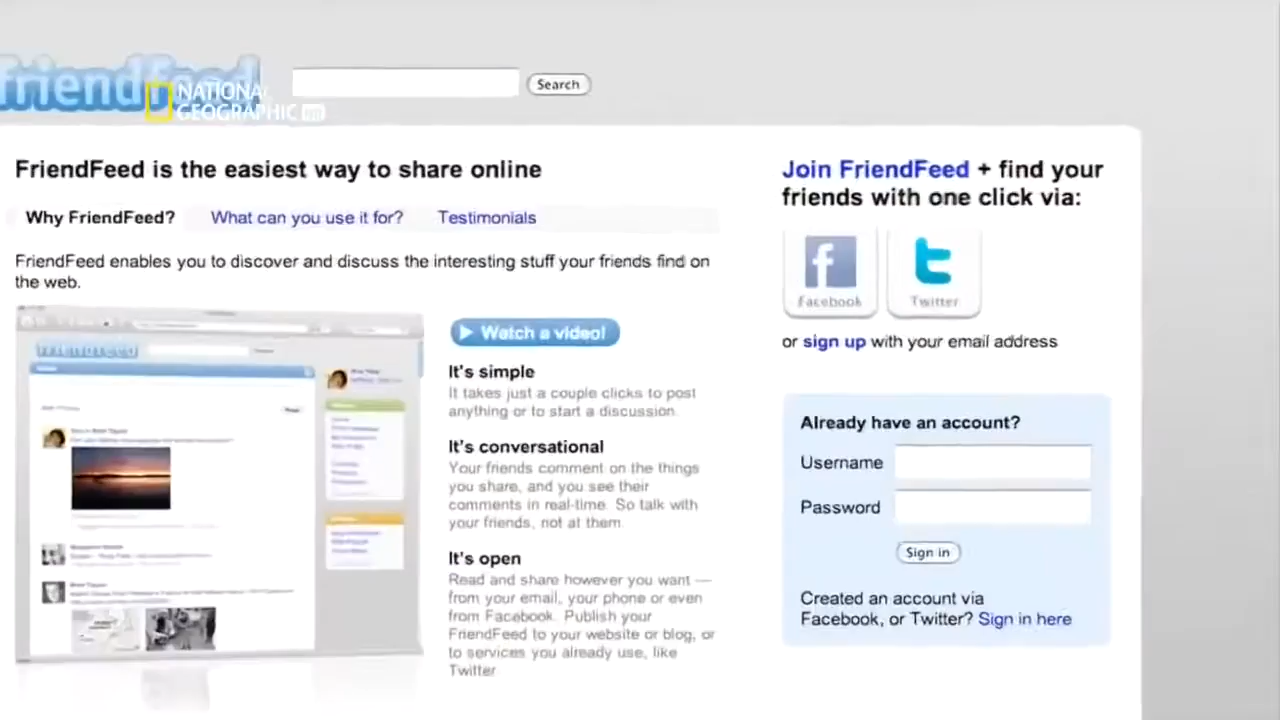 friendfeed
NATIONAL
GEOGRAPHIC HD
Search
FriendFeed is the easiest way to share online
Why FriendFeed?
What can you use it for?
Testimonials
FriendFeed enables you to discover and discuss the interesting stuff your friends find on
the web.
friendfeed
Watch a video!
It's simple
It takes just a couple clicks to post
anything or to start a discussion.
It's conversational
Your friends comment on the things
you share, and you see their
comments in real-time. So talk with
your friends, not at them.
It's open
Read and share however you want —
from your email, your phone or even
from Facebook. Publish your
FriendFeed to your website or blog, or
to services you already use, like
Twitter
Join FriendFeed + find your
friends with one click via:
Facebook
Twitter
or sign up with your email address
Already have an account?
Username
Password
Sign in
Created an account via
Facebook, or Twitter? Sign in here